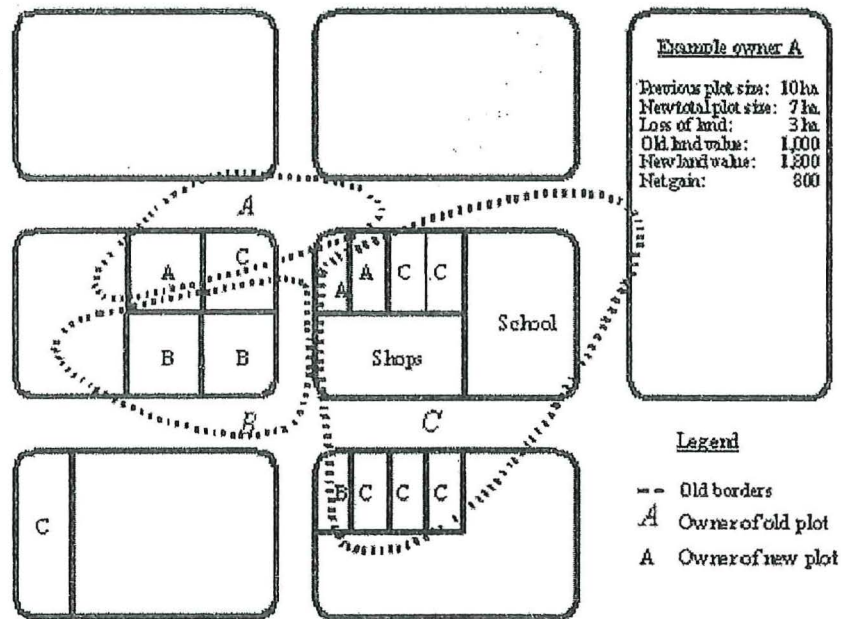 Example owner A
Previous plot size: 10 ha
New total plot size: 7 ha
Loss of land: 3 ha
Old land value: 1,000
New land value: 1,800
Net gain: 800
A
A C A A C C
B B Shops School
B C
C B C C C
Legend
Old borders
A Owner of old plot
A Owner of new plot